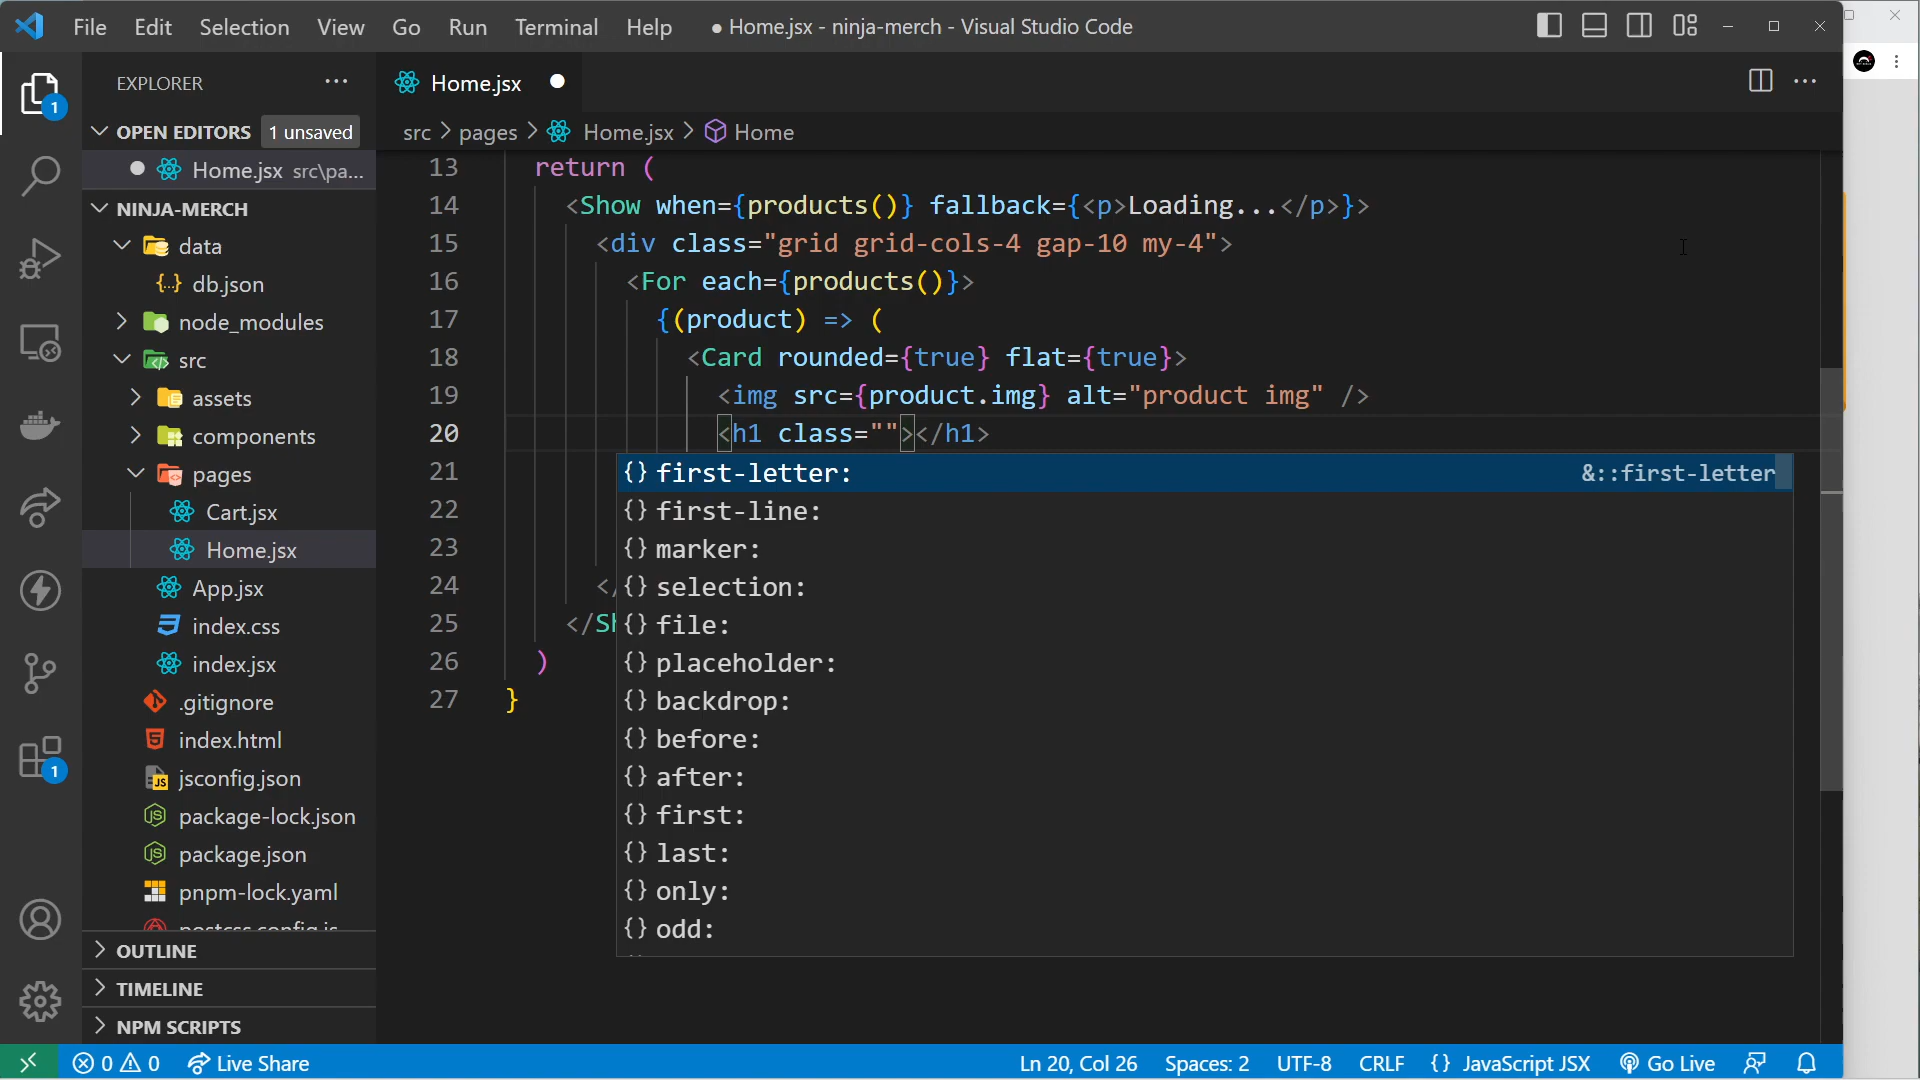 File Edit Selection View Go Run Terminal Help ● Home.jsx - ninja-merch - Visual Studio Code
EXPLORER
OPEN EDITORS 1 unsaved
Home.jsx src\pa...
NINJA-MERCH
data
db.json
node_modules
src
assets
components
pages
Cart.jsx
Home.jsx
App.jsx
index.css
index.jsx
.gitignore
index.html
jsconfig.json
package-lock.json
package.json
pnpm-lock.yaml
OUTLINE
TIMELINE
NPM SCRIPTS
1
1
Home.jsx
src > pages > Home.jsx > Home
13 return (
14 <Show when={products()} fallback={<p>Loading...</p>}>
15 <div class="grid grid-cols-4 gap-10 my-4">
16 <For each={products()}>
17 {(product) => (
18 <Card rounded={true} flat={true}>
19 <img src={product.img} alt="product img" />
20 <h1 class=""></h1>
21
22
23
24 </
25 </Sh
26 )
27 }
{} first-letter: &::first-letter
{} first-line:
{} marker:
{} selection:
{} file:
{} placeholder:
{} backdrop:
{} before:
{} after:
{} first:
{} last:
{} only:
{} odd:
0 0 Live Share Ln 20, Col 26 Spaces: 2 UTF-8 CRLF {} JavaScript JSX Go Live